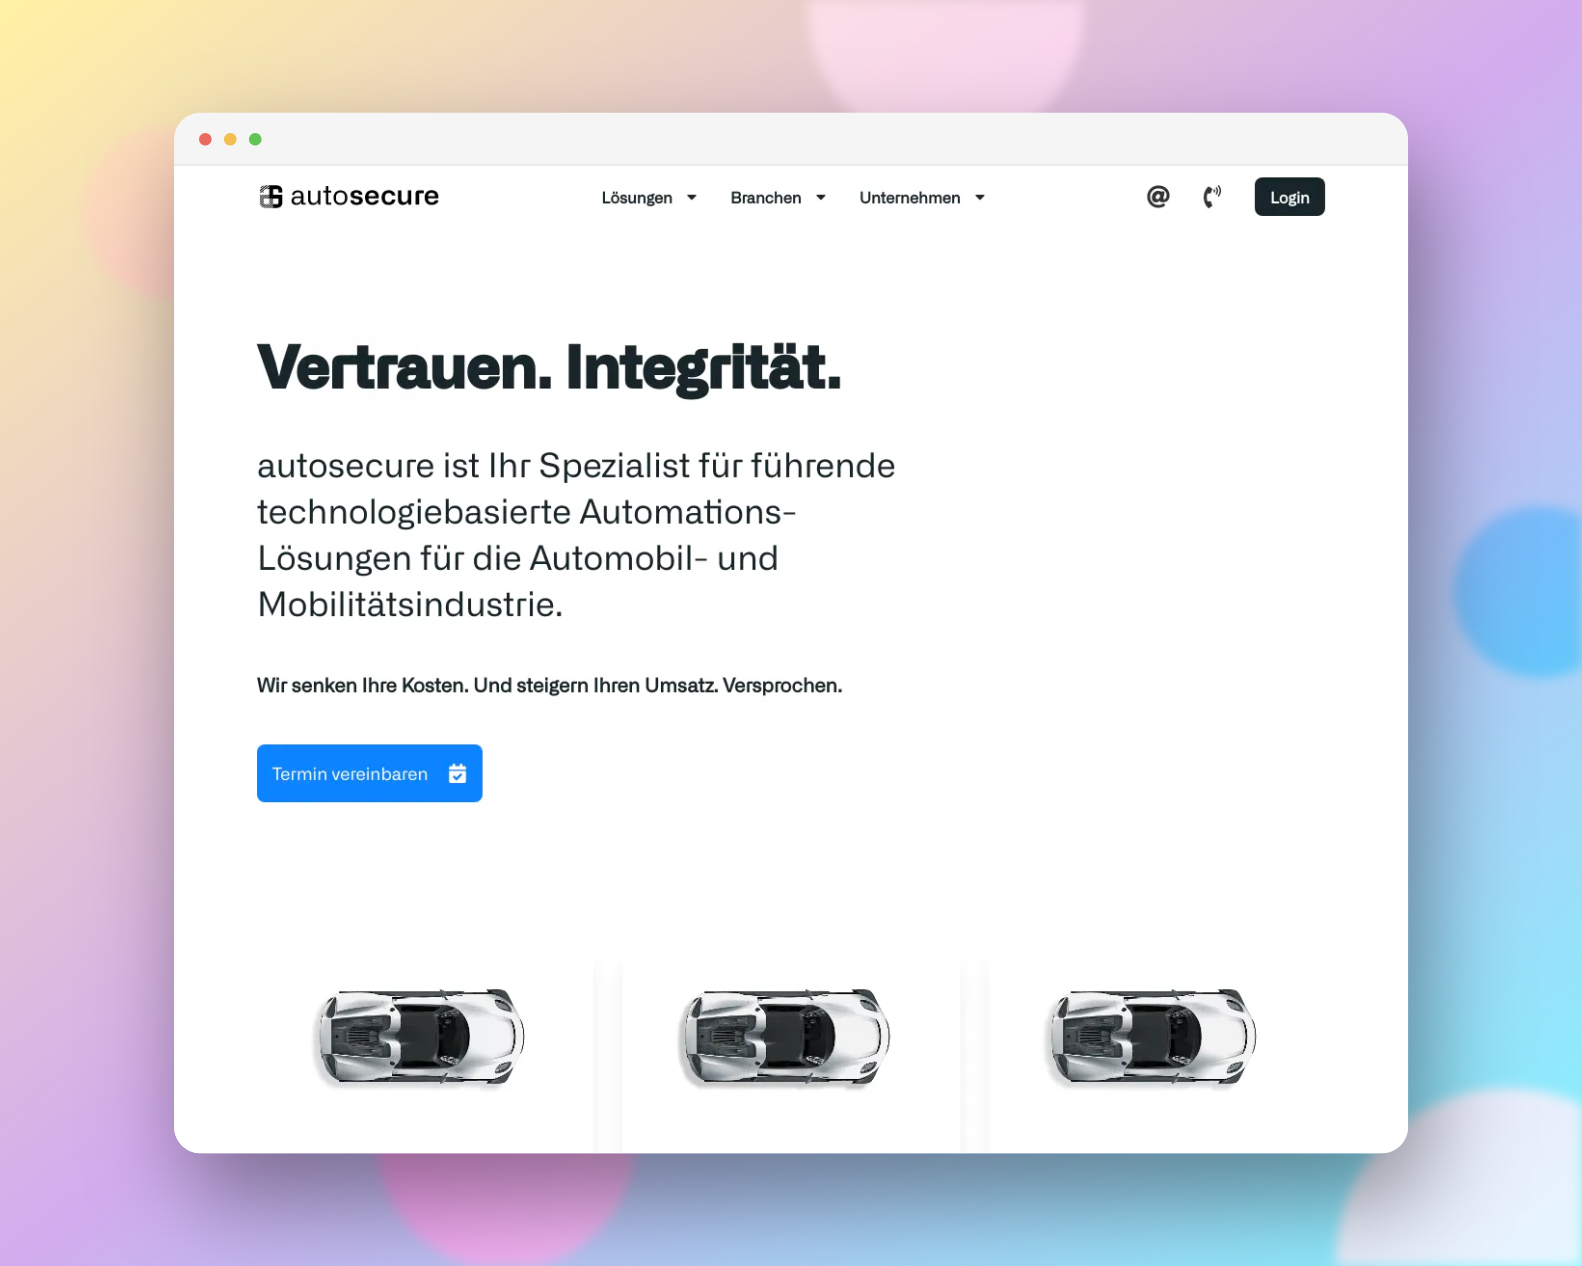 autosecure
Lösungen
Branchen
Unternehmen
@
Login
Vertrauen. Integrität.
autosecure ist Ihr Spezialist für führende
technologiebasierte Automations-
Lösungen für die Automobil- und
Mobilitätsindustrie.
Wir senken Ihre Kosten. Und steigern Ihren Umsatz. Versprochen.
Termin vereinbaren